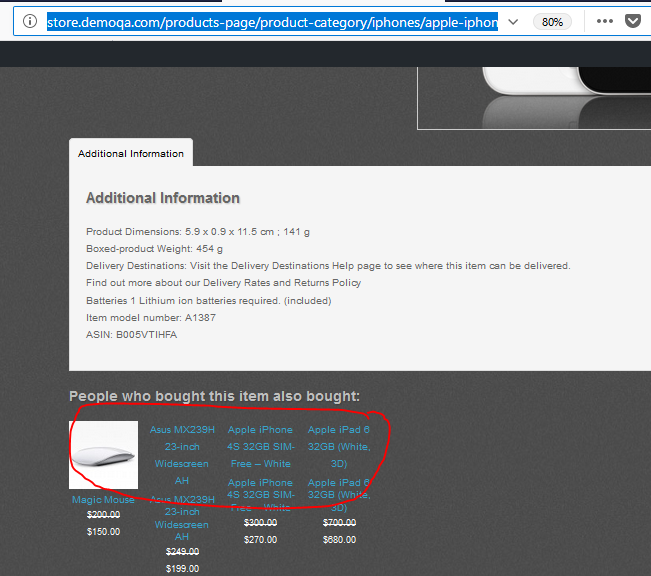 store.demoqa.com/products-page/product-category/iphones/apple-iphon
80%
Additional Information
Additional Information
Product Dimensions: 5.9 x 0.9 x 11.5 cm ; 141 g
Boxed-product Weight: 454 g
Delivery Destinations: Visit the Delivery Destinations Help page to see where this item can be delivered.
Find out more about our Delivery Rates and Returns Policy
Batteries 1 Lithium ion batteries required. (included)
Item model number: A1387
ASIN: B005VTIHFA
People who bought this item also bought:
Magic Mouse
$200.00
$150.00
Asus MX239H
23-inch
Widescreen
AH
Asus MX239H
23-inch
Widescreen
AH
$249.00
$199.00
Apple iPhone
4S 32GB SIM-
Free – White
Apple iPhone
4S 32GB SIM-
Free – White
$300.00
$270.00
Apple iPad 6
32GB (White,
3D)
Apple iPad 6
32GB (White,
3D)
$700.00
$680.00